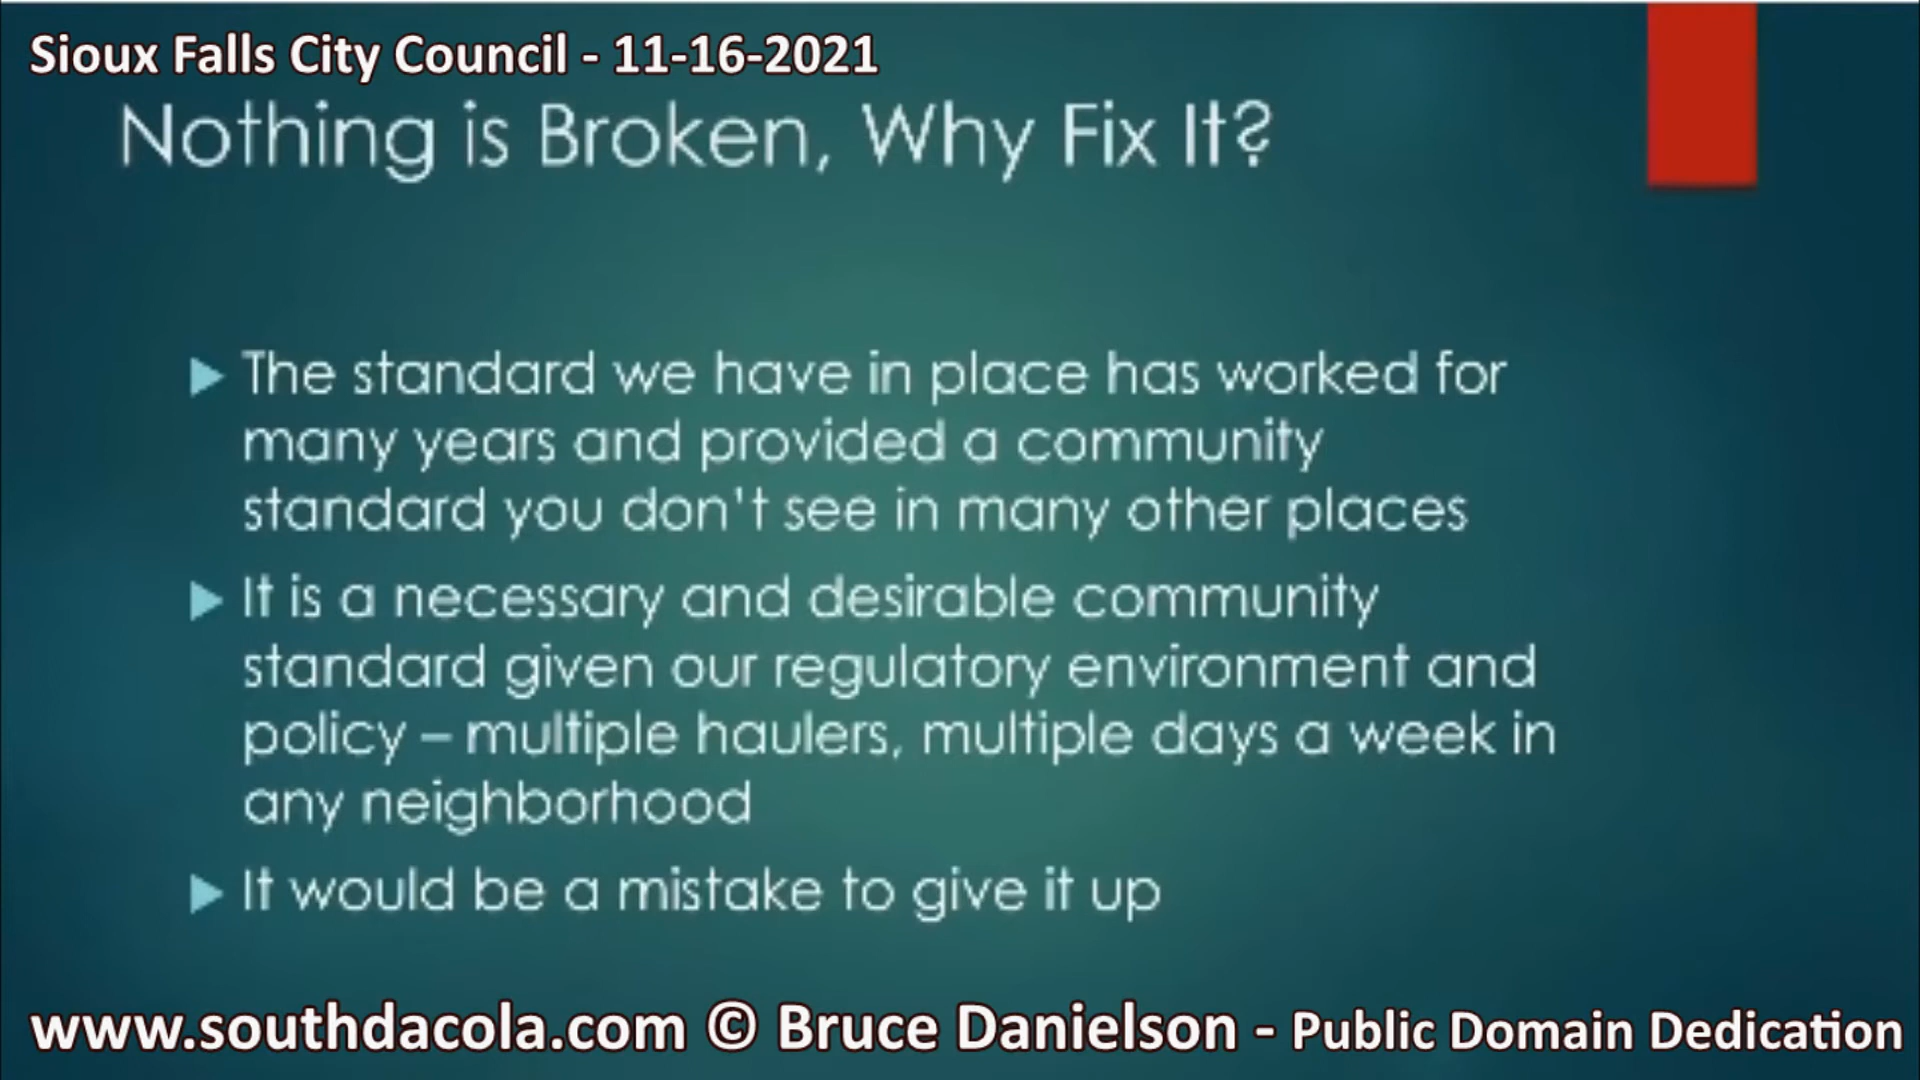 Sioux Falls City Council - 11-16-2021
Nothing is Broken, Why Fix It?
The standard we have in place has worked for
many years and provided a community
standard you don't see in many other places
It is a necessary and desirable community
standard given our regulatory environment and
policy – multiple haulers, multiple days a week in
any neighborhood
It would be a mistake to give it up
www.southdacola.com © Bruce Danielson - Public Domain Dedication